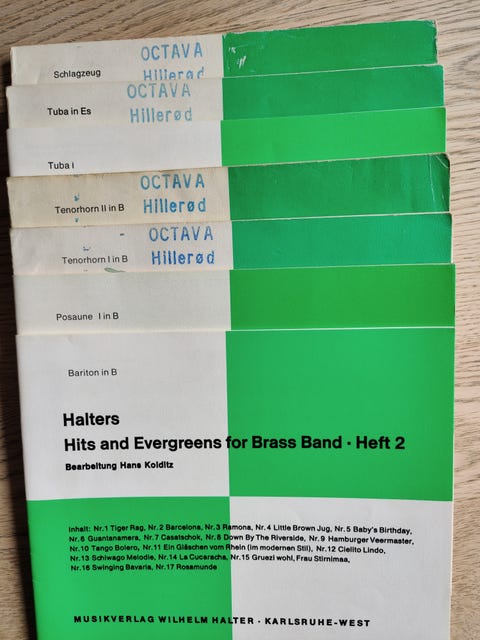 OCTAVA
Schlagzeug Hillerød
OCTAVA
Tuba in Es Hillerød
Tuba I
OCTAVA
Tenorhorn II in B Hillerød
OCTAVA
Tenorhorn I in B Hillerød
Posaune I in B
Bariton in B
Halters
Hits and Evergreens for Brass Band · Heft 2
Bearbeitung Hans Kolditz
Inhalt: Nr.1 Tiger Rag, Nr.2 Barcelona, Nr.3 Ramona, Nr.4 Little Brown Jug, Nr.5 Baby's Birthday,
Nr.6 Guantanamera, Nr.7 Casatschok, Nr.8 Down By The Riverside, Nr.9 Hamburger Veermaster,
Nr.10 Tango Bolero, Nr.11 Ein Gläschen vom Rhein (im modernen Stil), Nr.12 Cielito Lindo,
Nr.13 Schiwago Melodie, Nr.14 La Cucaracha, Nr.15 Gruezi wohl, Frau Stirnimaa,
Nr.16 Swinging Bavaria, Nr.17 Rosamunde
MUSIKVERLAG WILHELM HALTER · KARLSRUHE-WEST